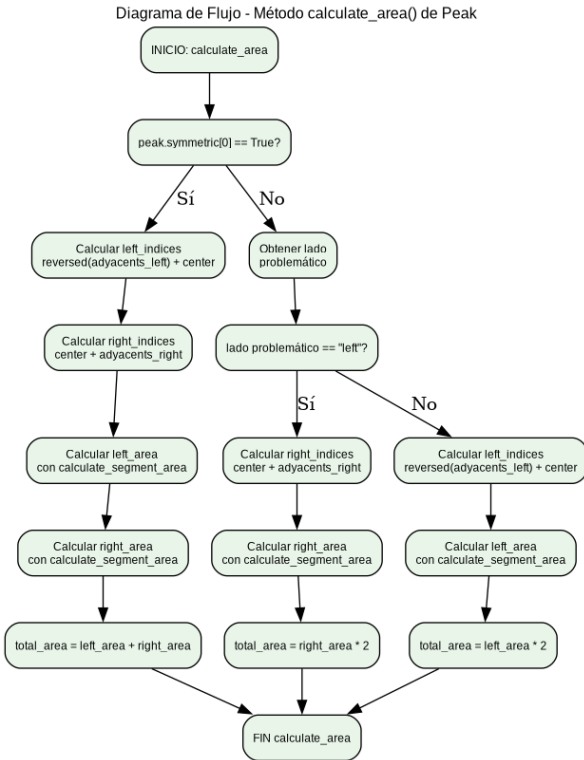 Diagrama de Flujo - Método calculate_area() de Peak
INICIO: calculate_area
peak.symmetric[0] == True?
Sí
No
Calcular left_indices
reversed(adyacents_left) + center
Obtener lado
problemático
Calcular right_indices
center + adyacents_right
lado problemático == "left"?
Sí
No
Calcular left_area
con calculate_segment_area
Calcular right_indices
center + adyacents_right
Calcular left_indices
reversed(adyacents_left) + center
Calcular right_area
con calculate_segment_area
Calcular right_area
con calculate_segment_area
Calcular left_area
con calculate_segment_area
total_area = left_area + right_area
total_area = right_area * 2
total_area = left_area * 2
FIN calculate_area